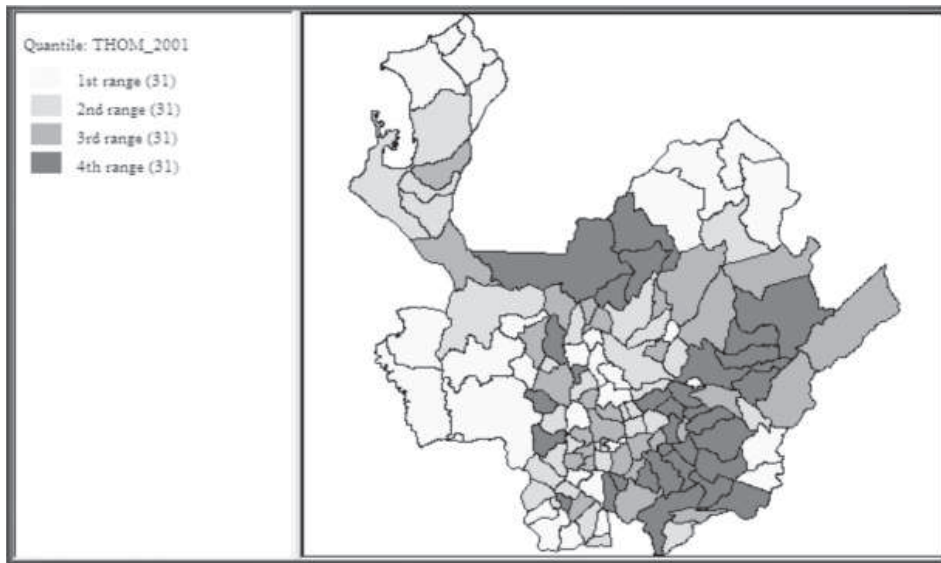 Quantile: THOM_2001
1st range (31)
2nd range (31)
3rd range (31)
4th range (31)